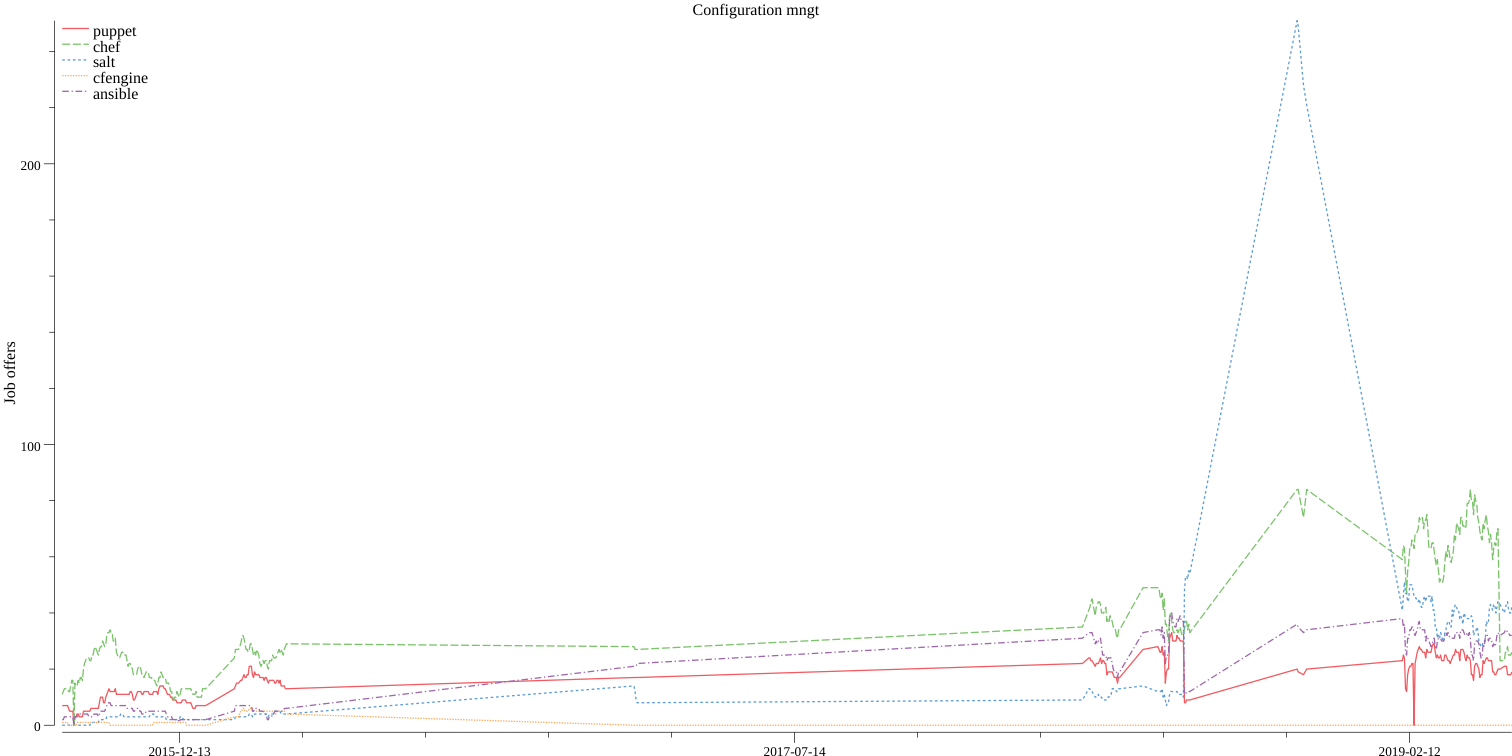 Configuration mngt
puppet
chef
salt
cfengine
ansible
Job offers
200
100
0
2015-12-13
2017-07-14
2019-02-12